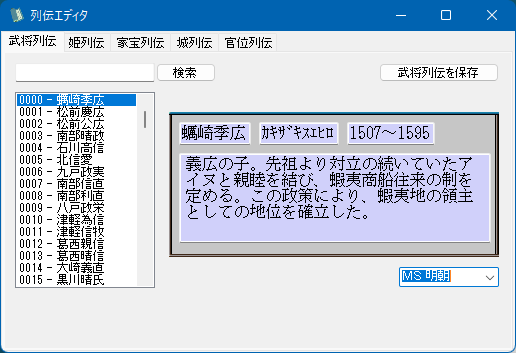 列伝エディタ
武将列伝 姫列伝 家宝列伝 城列伝 官位列伝
検索 武将列伝を保存
0000 - 蠣崎季広
0001 - 松前慶広
0002 - 松前公広
0003 - 南部晴政
0004 - 石川高信
0005 - 北信愛
0006 - 九戸政実
0007 - 南部信直
0008 - 南部利直
0009 - 八戸政栄
0010 - 津軽為信
0011 - 津軽信牧
0012 - 葛西親信
0013 - 葛西晴信
0014 - 大崎義直
0015 - 黒川晴氏
蠣崎季広 ｶｷｻﾞｷｽｴﾋﾛ 1507～1595
義広の子。先祖より対立の続いていたア
イヌと親睦を結び、蝦夷商船往来の制を
定める。この政策により、蝦夷地の領主
としての地位を確立した。
MS 明朝